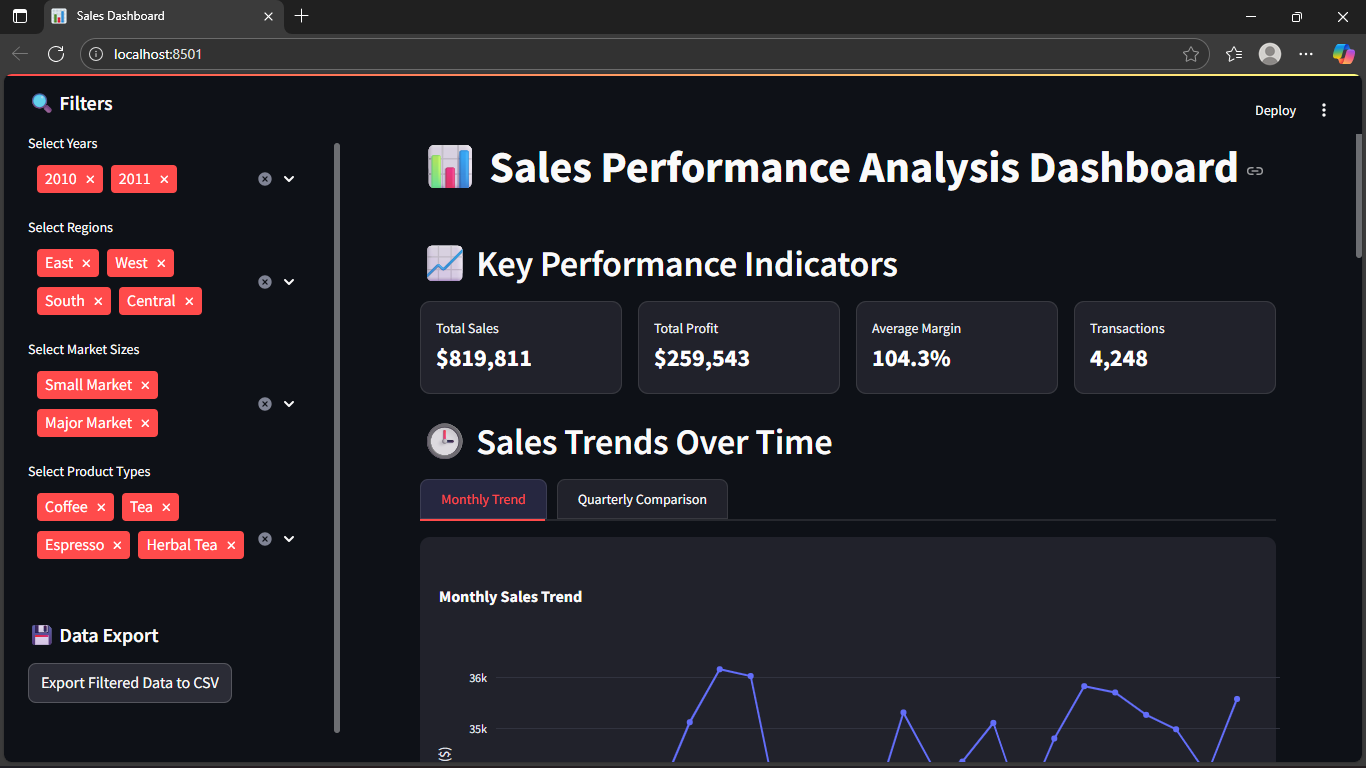 Sales Dashboard
localhost:8501
Filters
Deploy
Select Years
2010 2011
Select Regions
East West
South Central
Select Market Sizes
Small Market
Major Market
Select Product Types
Coffee Tea
Espresso Herbal Tea
Data Export
Export Filtered Data to CSV
Sales Performance Analysis Dashboard
Key Performance Indicators
Total Sales
$819,811
Total Profit
$259,543
Average Margin
104.3%
Transactions
4,248
Sales Trends Over Time
Monthly Trend Quarterly Comparison
Monthly Sales Trend
36k
35k
($)